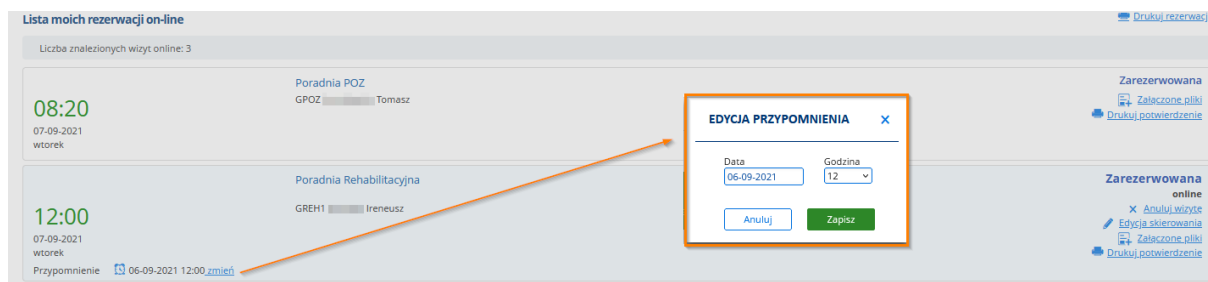 Lista moich rezerwacji on-line
Drukuj rezerwacj
Liczba znalezionych wizyt online: 3
08:20
07-09-2021
wtorek
Poradnia POZ
GPOZ Tomasz
Zarezerwowana
Załączone pliki
Drukuj potwierdzenie
12:00
07-09-2021
wtorek
Przypomnienie 06-09-2021 12:00 zmień
Poradnia Rehabilitacyjna
GREH1 Ireneusz
Zarezerwowana
online
Anuluj wizytę
Edycja skierowania
Załączone pliki
Drukuj potwierdzenie
EDYCJA PRZYPOMNIENIA
Data Godzina
06-09-2021 12
Anuluj Zapisz